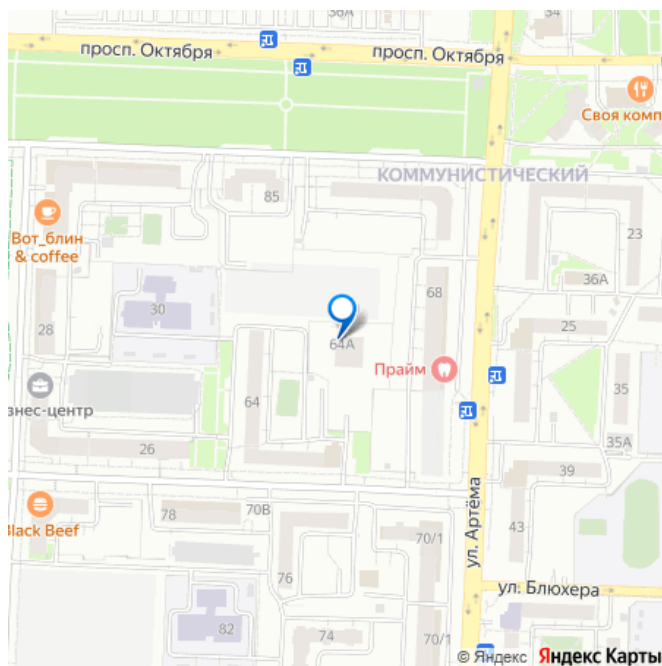 36А
34
просп. Октября
просп. Октября
Своя комп
КОММУНИСТИЧЕСКИЙ
85
23
Вот_блин
& coffee
36А
68
30
25
28
64А
Прайм
35
знес-центр
64
35А
26
39
Black Beef
78
70В
43
ул. Артёма
70/1
76
ул. Блюхера
82
74
70/1
© Яндекс Яндекс Карты